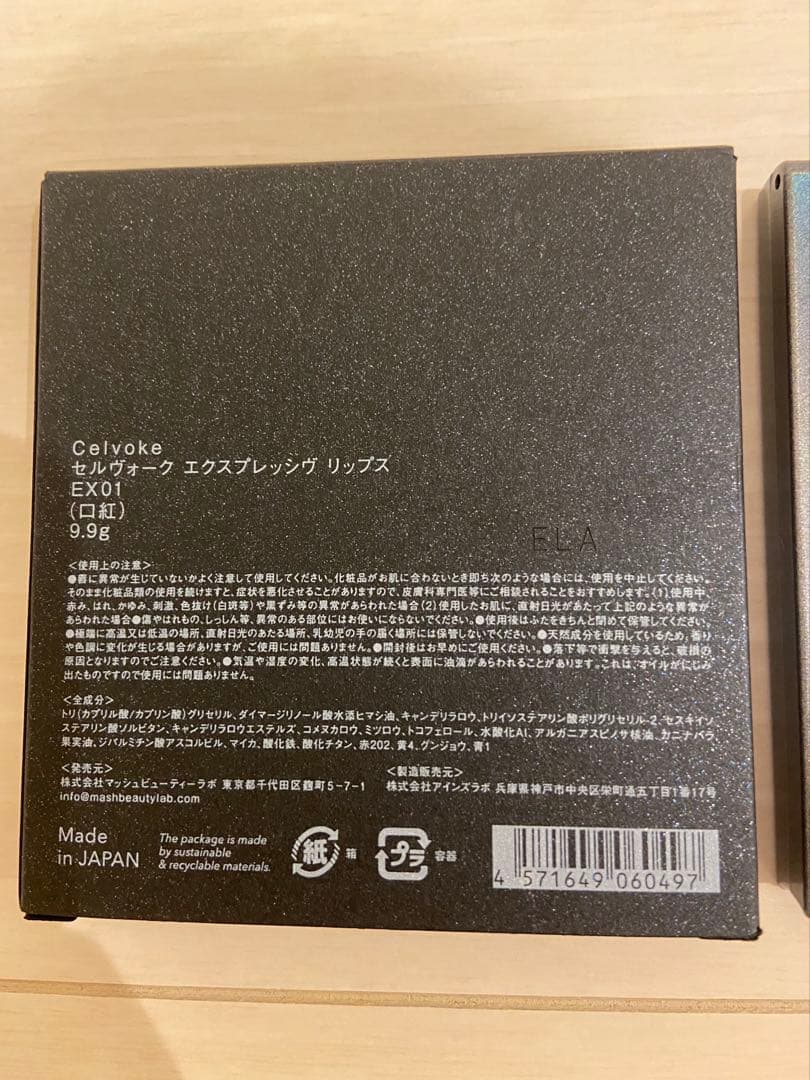 Celvoke
セルヴォーク エクスプレッシヴ リップス
EX01
(口紅)
9.9g
ELA
<使用上の注意>
●唇に異常が生じていないかよく注意して使用してください。化粧品がお肌に合わないとき即ち次のような場合には、使用を中止してください。
そのまま化粧品類の使用を続けますと、症状を悪化させることがありますので、皮膚科専門医等にご相談されることをおすすめします。(1)使用中、
赤み、はれ、かゆみ、刺激、色抜け(白斑等)や黒ずみ等の異常があらわれた場合(2)使用したお肌に、直射日光があたって上記のような異常が
あらわれた場合●傷やはれもの、しっしん等、異常のある部位にはお使いにならないでください。●使用後はふたをきちんと閉めて保管してください。
●極端に高温又は低温の場所、直射日光のあたる場所、乳幼児の手の届く場所には保管しないでください。●天然成分を使用しているため、香り
や色調に変化が生じる場合がありますが、ご使用には問題ありません。●開封後はお早めにご使用ください。●落下等で衝撃を与えると、破損の
原因となりますのでご注意ください。●気温や湿度の変化、高温状態が続くと表面に油滴があらわれることがあります。これは、オイルがにじみ
出たものですので使用には問題ありません。
<全成分>
トリ(カプリル酸/カプリン酸)グリセリル、ダイマージリノール酸水添ヒマシ油、キャンデリラロウ、トリイソステアリン酸ポリグリセリル-2、セスキイソ
ステアリン酸ソルビタン、キャンデリラロウエステルズ、コメヌカロウ、ミツロウ、トコフェロール、水酸化Al、アルガニアスピノサ核油、カニナバラ
果実油、ジパルミチン酸アスコルビル、マイカ、酸化鉄、酸化チタン、赤202、黄4、グンジョウ、青1
<発売元>
株式会社マッシュビューティーラボ 東京都千代田区麹町5-7-1
info@mashbeautylab.com
<製造販売元>
株式会社アインズラボ 兵庫県神戸市中央区栄町通五丁目1番17号
Made
in JAPAN
The package is made
by sustainable
& recyclable materials.
紙 箱
プラ 容器
4 571649 060497